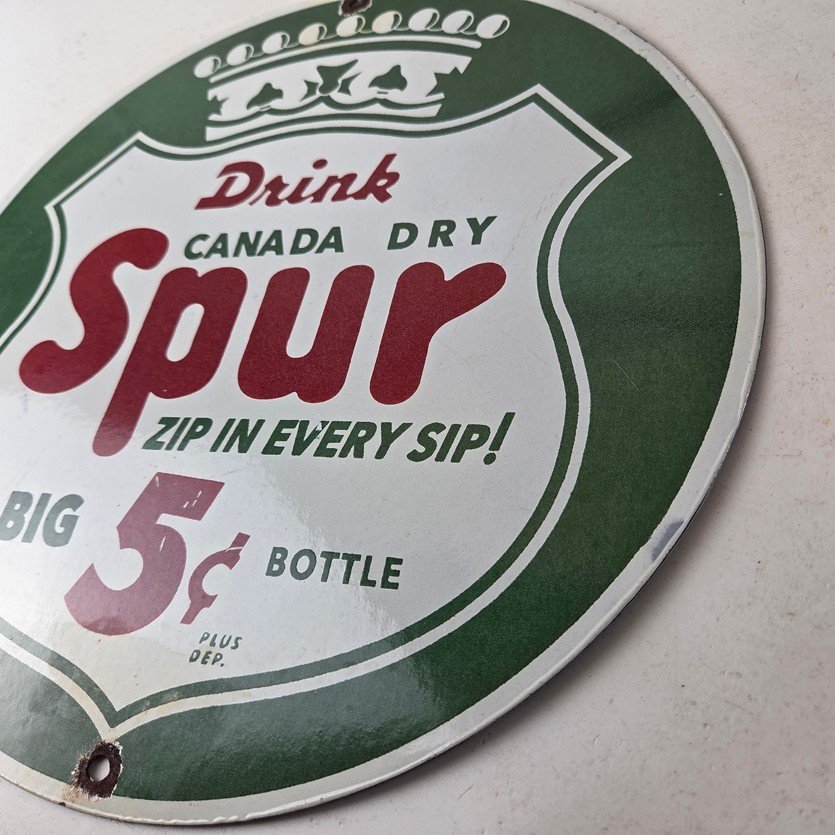 Drink
CANADA DRY
Spur
ZIP IN EVERY SIP!
BIG 5¢ BOTTLE
PLUS
DEP.